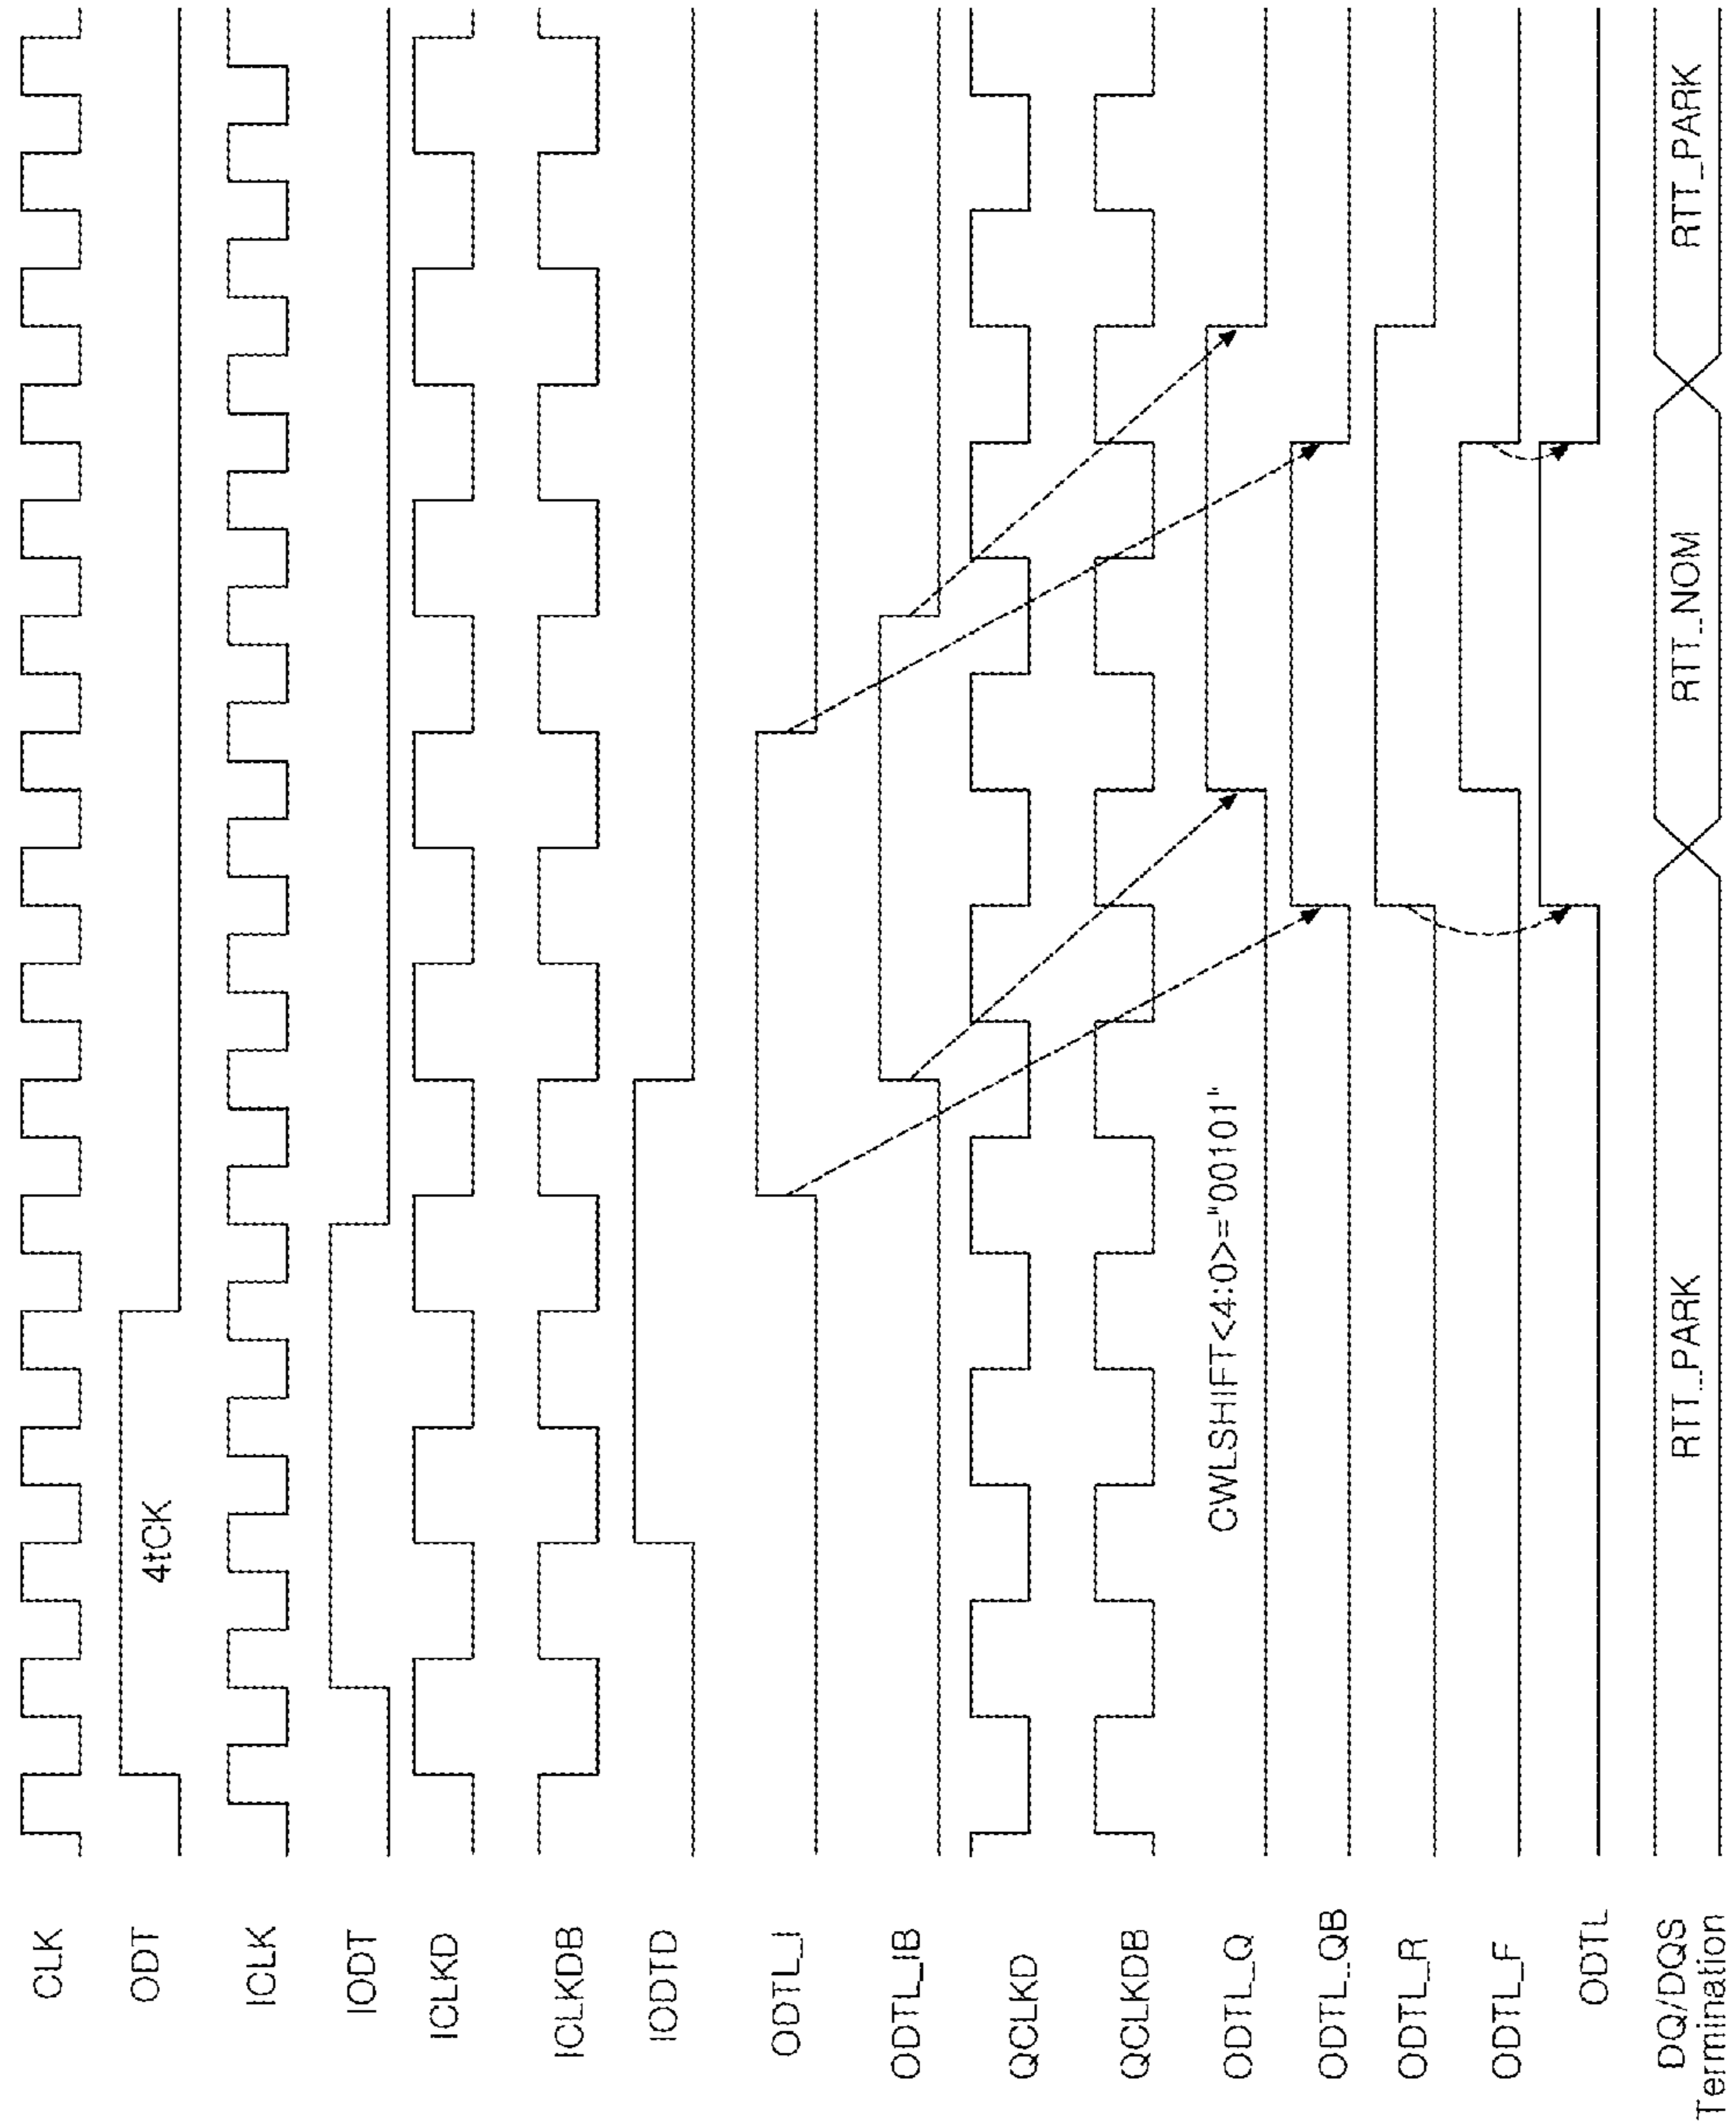 CLK
ODT
4tCK
ICLK
IODT
ICLKD
ICLKDB
IODTD
ODTL_I
ODTL_IB
QCLKD
QCLKDB
ODTL_Q
CWLSHIFT<4:0>="00101"
ODTL_QB
ODTL_R
ODTL_F
ODTL
DQ/DQS
Termination
RTT_PARK
RTT_NOM
RTT_PARK